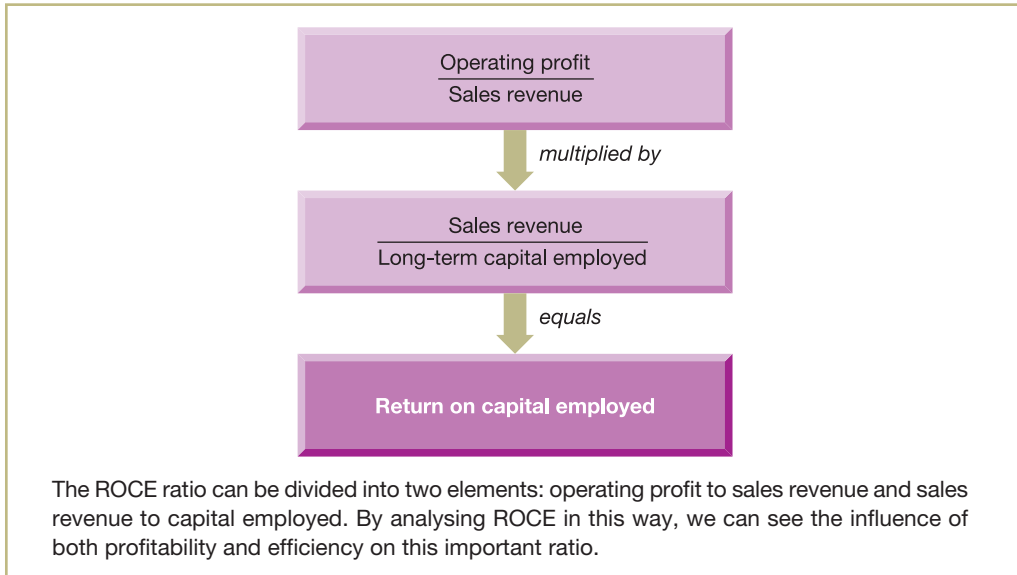 Operating profit
Sales revenue
multiplied by
Sales revenue
Long-term capital employed
equals
Return on capital employed
The ROCE ratio can be divided into two elements: operating profit to sales revenue and sales
revenue to capital employed. By analysing ROCE in this way, we can see the influence of
both profitability and efficiency on this important ratio.